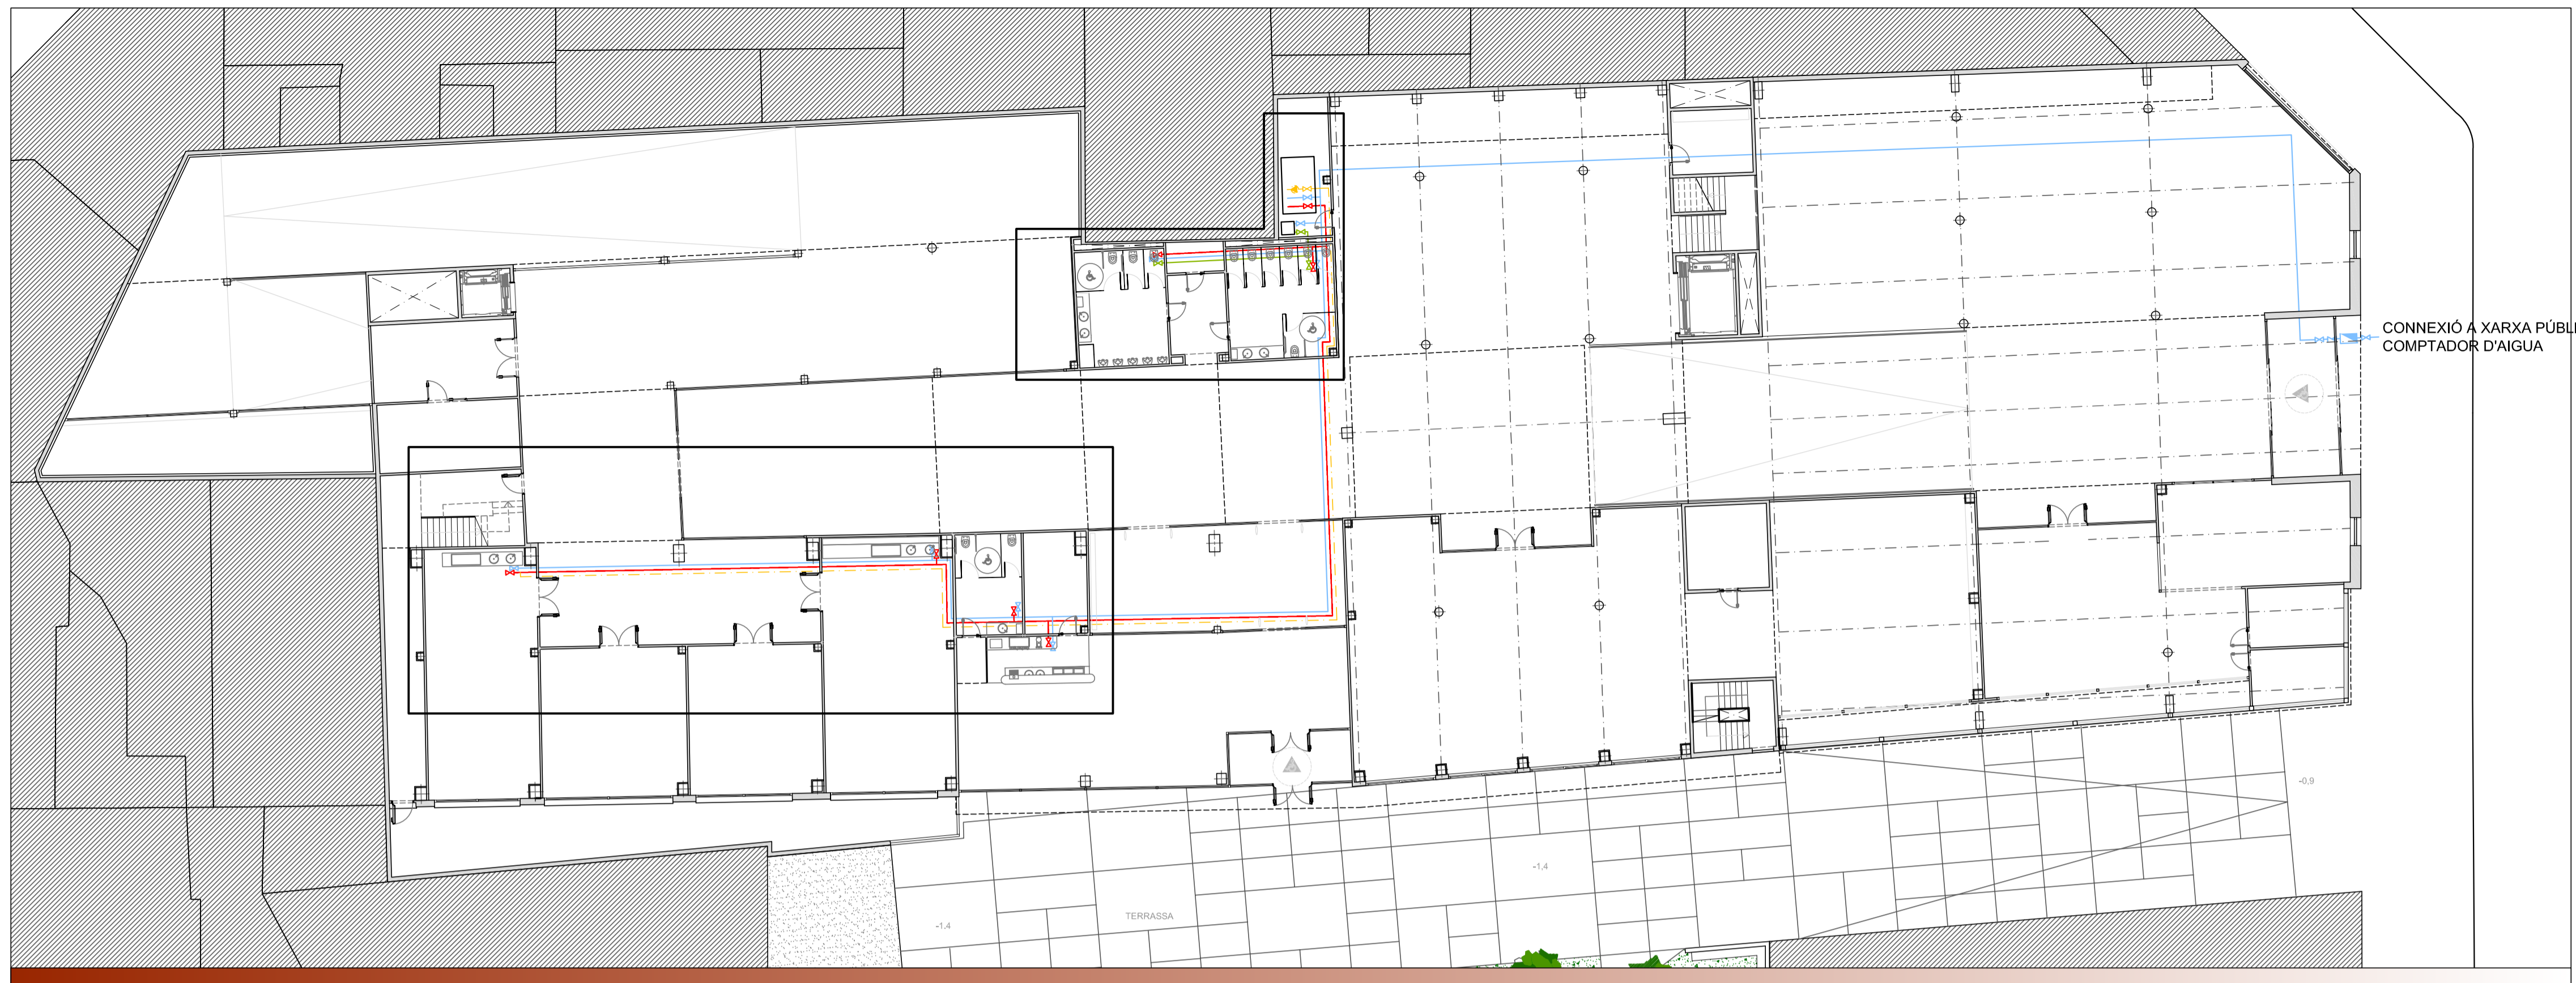 CONNEXIÓ A XARXA PÚBL
COMPTADOR D'AIGUA
-0,9
-1,4
TERRASSA
-1,4